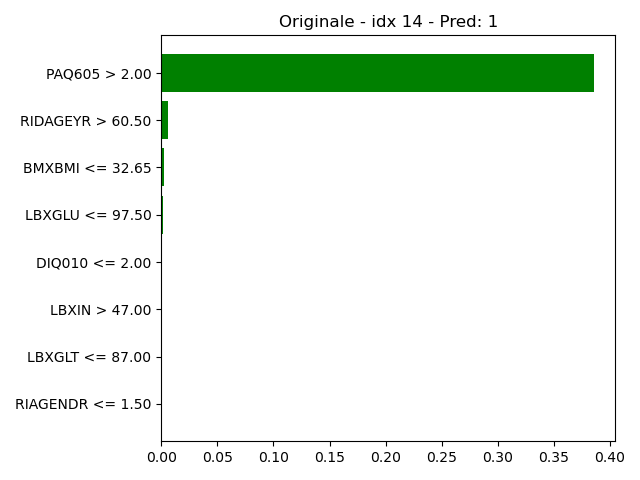 Originale - idx 14 - Pred: 1
PAQ605 > 2.00
RIDAGEYR > 60.50
BMXBMI <= 32.65
LBXGLU <= 97.50
DIQ010 <= 2.00
LBXIN > 47.00
LBXGLT <= 87.00
RIAGENDR <= 1.50
0.00 0.05 0.10 0.15 0.20 0.25 0.30 0.35 0.40